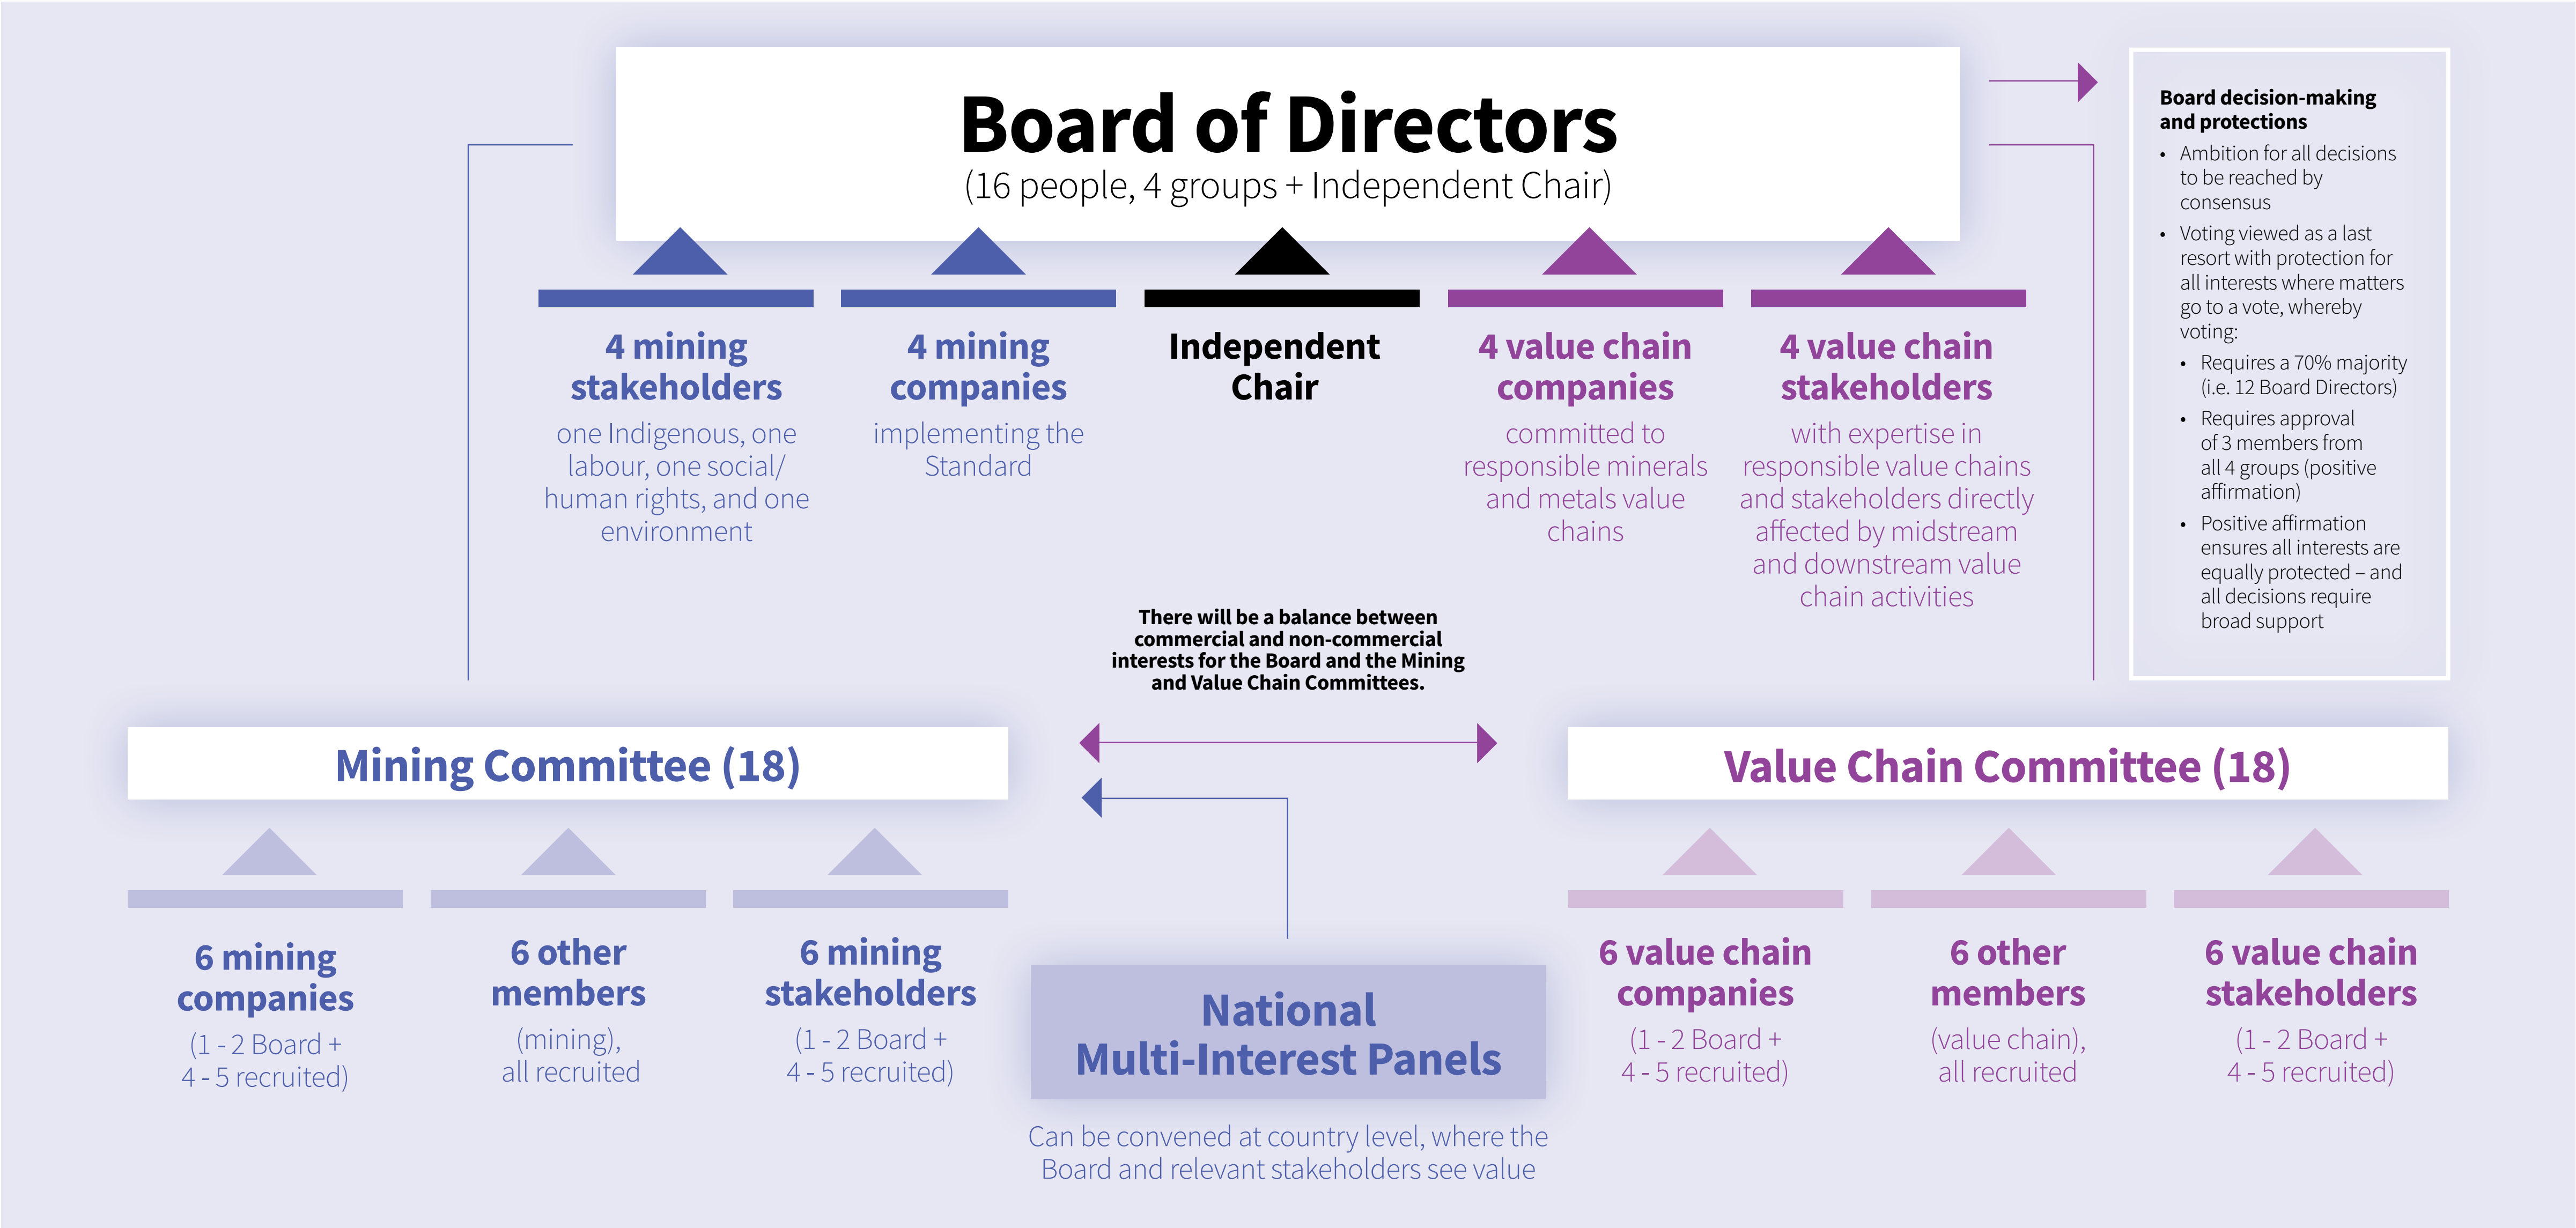 Board of Directors
(16 people, 4 groups + Independent Chair)
4 mining
stakeholders
one Indigenous, one
labour, one social/
human rights, and one
environment
4 mining
companies
implementing the
Standard
Independent
Chair
4 value chain
companies
committed to
responsible minerals
and metals value
chains
4 value chain
stakeholders
with expertise in
responsible value chains
and stakeholders directly
affected by midstream
and downstream value
chain activities
Board decision-making
and protections
• Ambition for all decisions
to be reached by
consensus
• Voting viewed as a last
resort with protection for
all interests where matters
go to a vote, whereby
voting:
• Requires a 70% majority
(i.e. 12 Board Directors)
• Requires approval
of 3 members from
all 4 groups (positive
affirmation)
• Positive affirmation
ensures all interests are
equally protected – and
all decisions require
broad support
There will be a balance between
commercial and non-commercial
interests for the Board and the Mining
and Value Chain Committees.
Mining Committee (18)
6 mining
companies
(1 - 2 Board +
4 - 5 recruited)
6 other
members
(mining),
all recruited
6 mining
stakeholders
(1 - 2 Board +
4 - 5 recruited)
National
Multi-Interest Panels
Can be convened at country level, where the
Board and relevant stakeholders see value
Value Chain Committee (18)
6 value chain
companies
(1 - 2 Board +
4 - 5 recruited)
6 other
members
(value chain),
all recruited
6 value chain
stakeholders
(1 - 2 Board +
4 - 5 recruited)